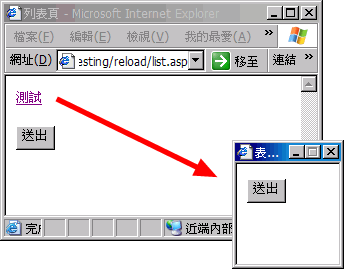 列表頁 - Microsoft Internet Explorer
檔案(F) 編輯(E) 檢視(V) 我的最愛(A) »
網址(D) esting/reload/list.asp 移至 連結 »
測試
送出
表...
送出
完 近端內部